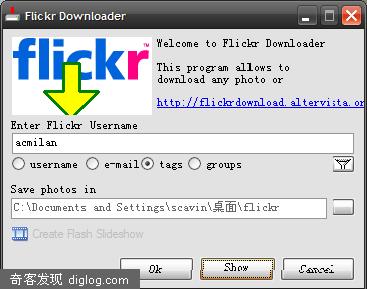 Flickr Downloader
flickr™
Welcome to Flickr Downloader
This program allows to
download any photo or
http://flickrdownload.altervista.or
Enter Flickr Username
acmilan
username e-mail tags groups
Save photos in
C:\Documents and Settings\scavin\桌面\flickr
Create Flash Slideshow
Ok Show Cancel
奇客发现 diglog.com